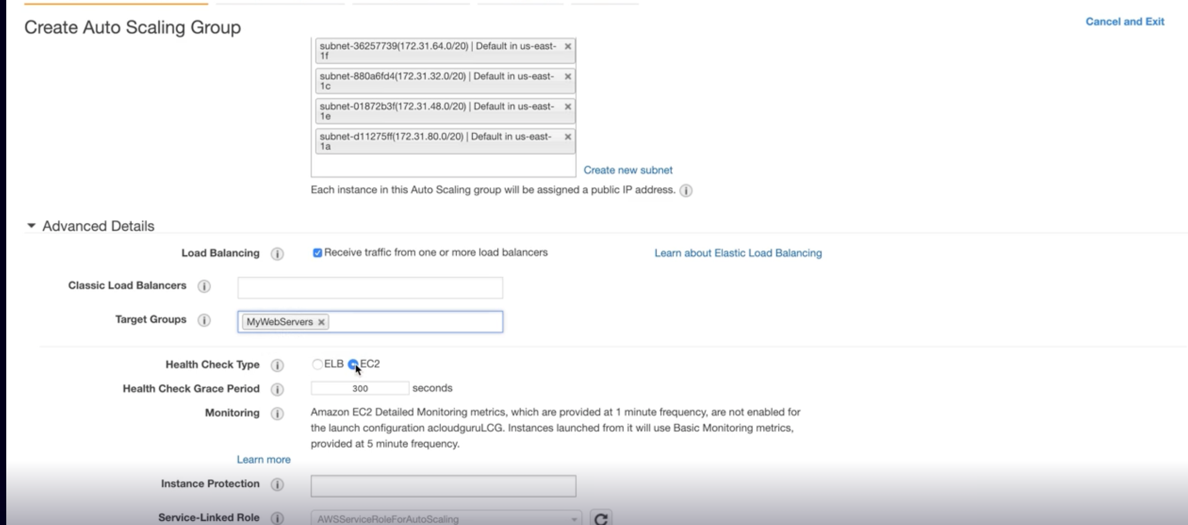 Create Auto Scaling Group
Cancel and Exit
subnet-36257739(172.31.64.0/20) | Default in us-east-
1f
subnet-880a6fd4(172.31.32.0/20) | Default in us-east-
1c
subnet-01872b3f(172.31.48.0/20) | Default in us-east-
1e
subnet-d11275ff(172.31.80.0/20) | Default in us-east-
1a
Create new subnet
Each instance in this Auto Scaling group will be assigned a public IP address.
Advanced Details
Load Balancing
Receive traffic from one or more load balancers
Learn about Elastic Load Balancing
Classic Load Balancers
Target Groups
MyWebServers
Health Check Type
ELB EC2
Health Check Grace Period
300 seconds
Monitoring
Amazon EC2 Detailed Monitoring metrics, which are provided at 1 minute frequency, are not enabled for
the launch configuration acloudguruLCG. Instances launched from it will use Basic Monitoring metrics,
provided at 5 minute frequency.
Learn more
Instance Protection
Service-Linked Role
AWSServiceRoleForAutoScaling